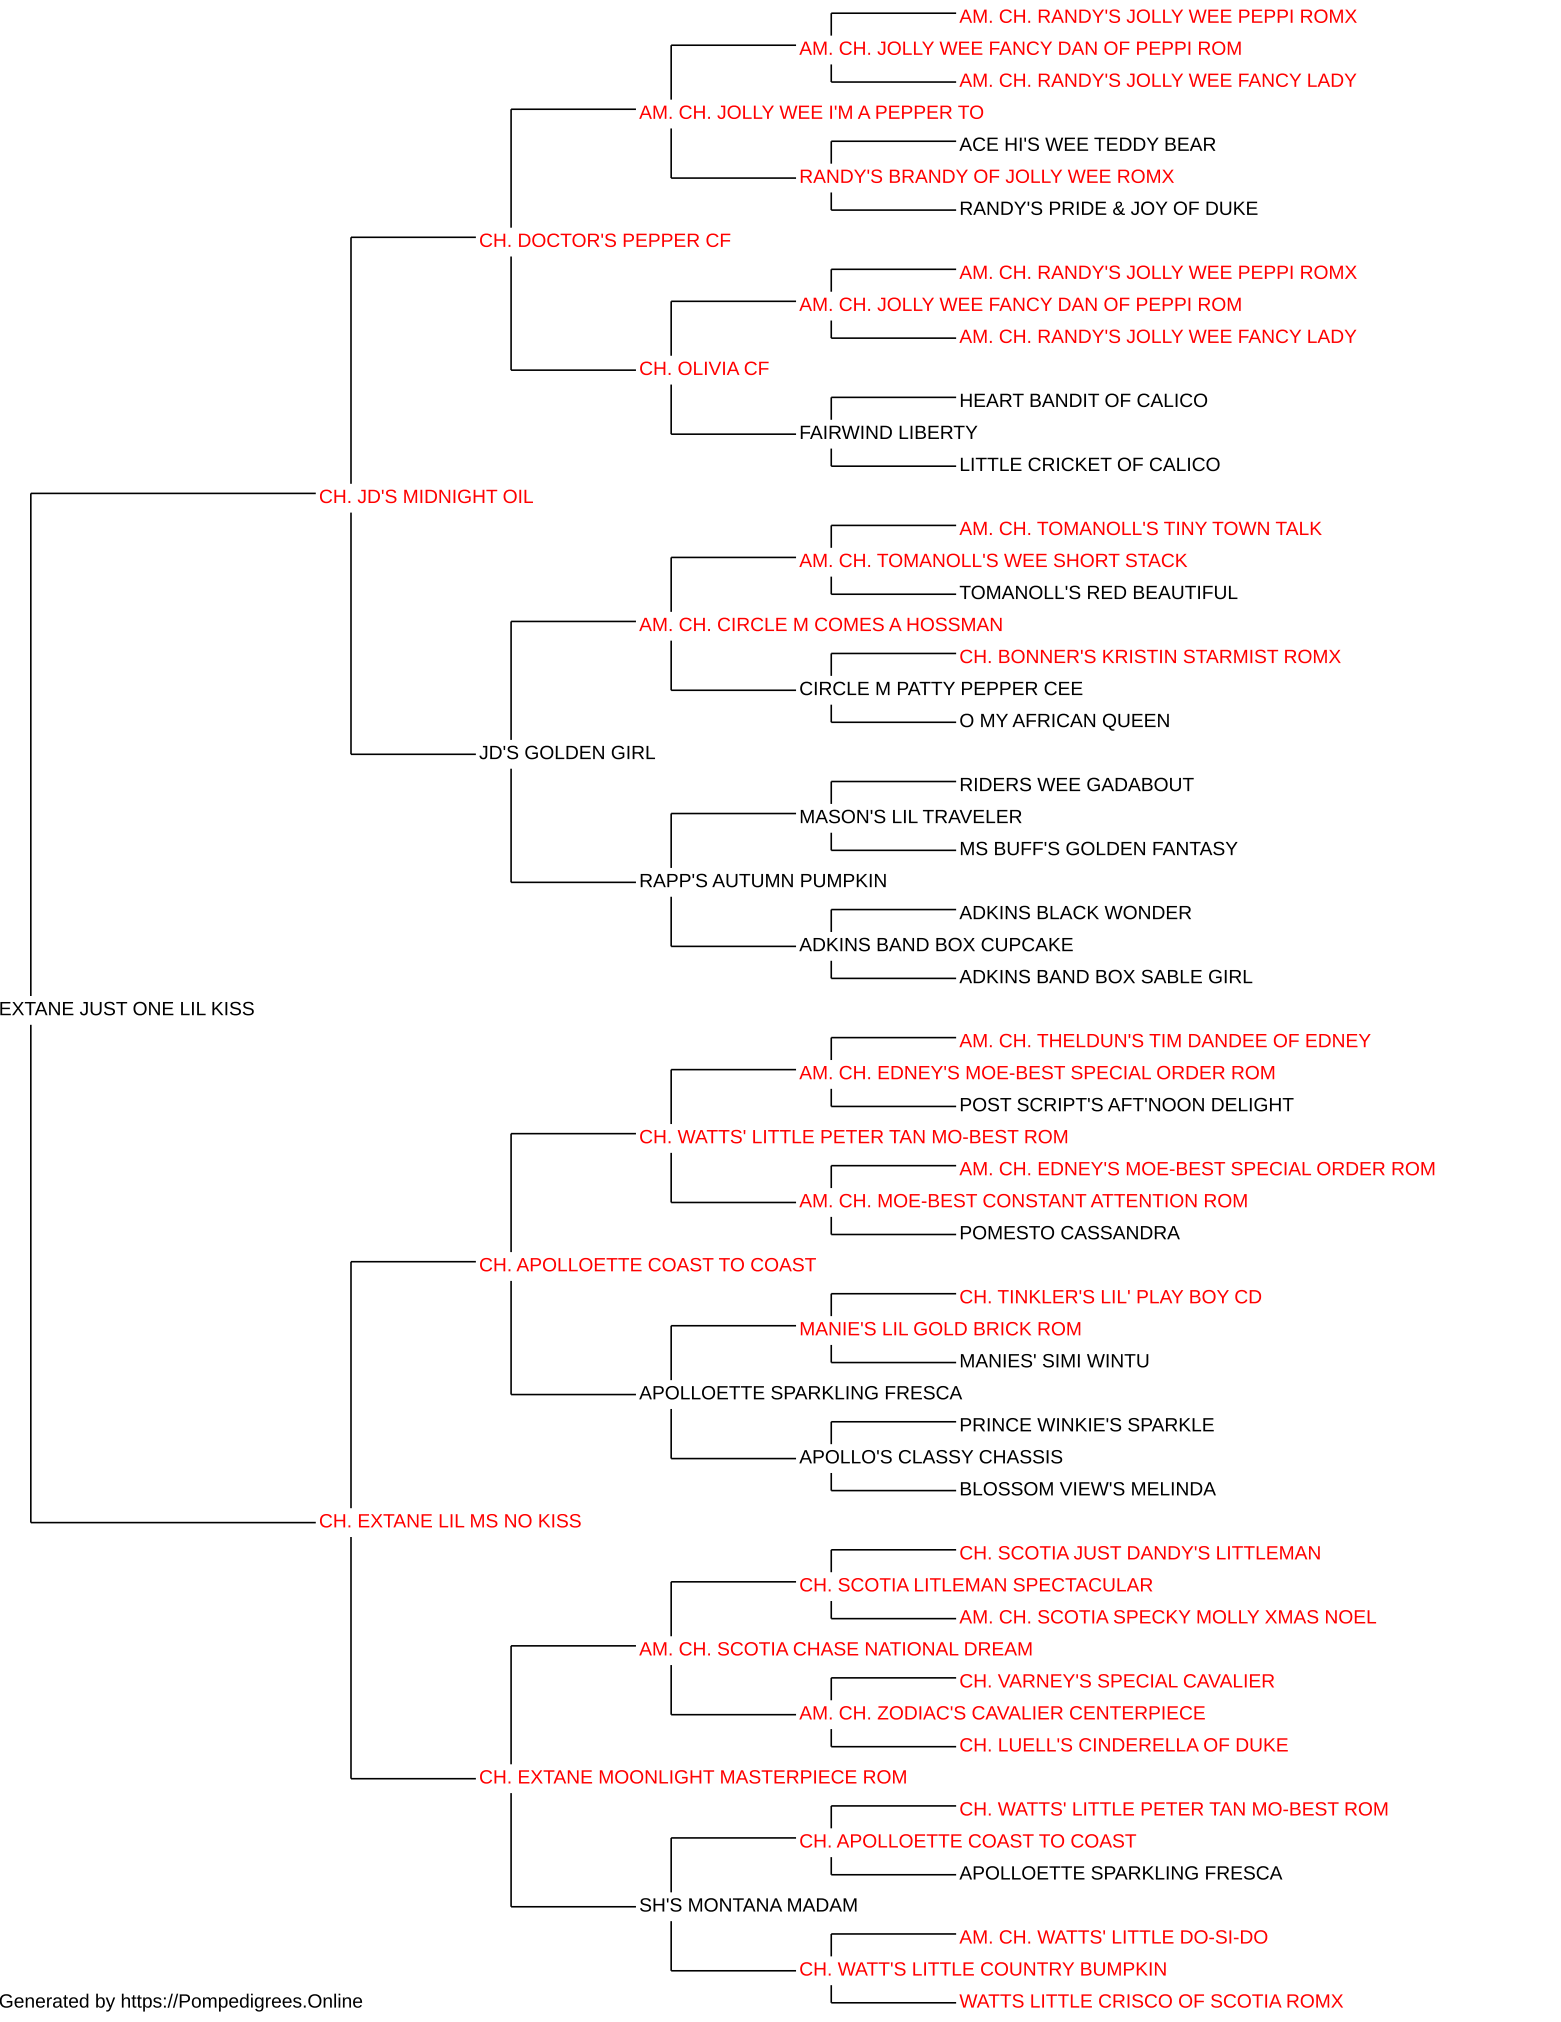 AM. CH. RANDY'S JOLLY WEE PEPPI ROMX
AM. CH. JOLLY WEE FANCY DAN OF PEPPI ROM
AM. CH. RANDY'S JOLLY WEE FANCY LADY
AM. CH. JOLLY WEE I'M A PEPPER TO
ACE HI'S WEE TEDDY BEAR
RANDY'S BRANDY OF JOLLY WEE ROMX
RANDY'S PRIDE & JOY OF DUKE
CH. DOCTOR'S PEPPER CF
AM. CH. RANDY'S JOLLY WEE PEPPI ROMX
AM. CH. JOLLY WEE FANCY DAN OF PEPPI ROM
AM. CH. RANDY'S JOLLY WEE FANCY LADY
CH. OLIVIA CF
HEART BANDIT OF CALICO
FAIRWIND LIBERTY
LITTLE CRICKET OF CALICO
CH. JD'S MIDNIGHT OIL
AM. CH. TOMANOLL'S TINY TOWN TALK
AM. CH. TOMANOLL'S WEE SHORT STACK
TOMANOLL'S RED BEAUTIFUL
AM. CH. CIRCLE M COMES A HOSSMAN
CH. BONNER'S KRISTIN STARMIST ROMX
CIRCLE M PATTY PEPPER CEE
O MY AFRICAN QUEEN
JD'S GOLDEN GIRL
RIDERS WEE GADABOUT
MASON'S LIL TRAVELER
MS BUFF'S GOLDEN FANTASY
RAPP'S AUTUMN PUMPKIN
ADKINS BLACK WONDER
ADKINS BAND BOX CUPCAKE
ADKINS BAND BOX SABLE GIRL
EXTANE JUST ONE LIL KISS
AM. CH. THELDUN'S TIM DANDEE OF EDNEY
AM. CH. EDNEY'S MOE-BEST SPECIAL ORDER ROM
POST SCRIPT'S AFT'NOON DELIGHT
CH. WATTS' LITTLE PETER TAN MO-BEST ROM
AM. CH. EDNEY'S MOE-BEST SPECIAL ORDER ROM
AM. CH. MOE-BEST CONSTANT ATTENTION ROM
POMESTO CASSANDRA
CH. APOLLOETTE COAST TO COAST
CH. TINKLER'S LIL' PLAY BOY CD
MANIE'S LIL GOLD BRICK ROM
MANIES' SIMI WINTU
APOLLOETTE SPARKLING FRESCA
PRINCE WINKIE'S SPARKLE
APOLLO'S CLASSY CHASSIS
BLOSSOM VIEW'S MELINDA
CH. EXTANE LIL MS NO KISS
CH. SCOTIA JUST DANDY'S LITTLEMAN
CH. SCOTIA LITLEMAN SPECTACULAR
AM. CH. SCOTIA SPECKY MOLLY XMAS NOEL
AM. CH. SCOTIA CHASE NATIONAL DREAM
CH. VARNEY'S SPECIAL CAVALIER
AM. CH. ZODIAC'S CAVALIER CENTERPIECE
CH. LUELL'S CINDERELLA OF DUKE
CH. EXTANE MOONLIGHT MASTERPIECE ROM
CH. WATTS' LITTLE PETER TAN MO-BEST ROM
CH. APOLLOETTE COAST TO COAST
APOLLOETTE SPARKLING FRESCA
SH'S MONTANA MADAM
AM. CH. WATTS' LITTLE DO-SI-DO
CH. WATT'S LITTLE COUNTRY BUMPKIN
WATTS LITTLE CRISCO OF SCOTIA ROMX
Generated by https://Pompedigrees.Online